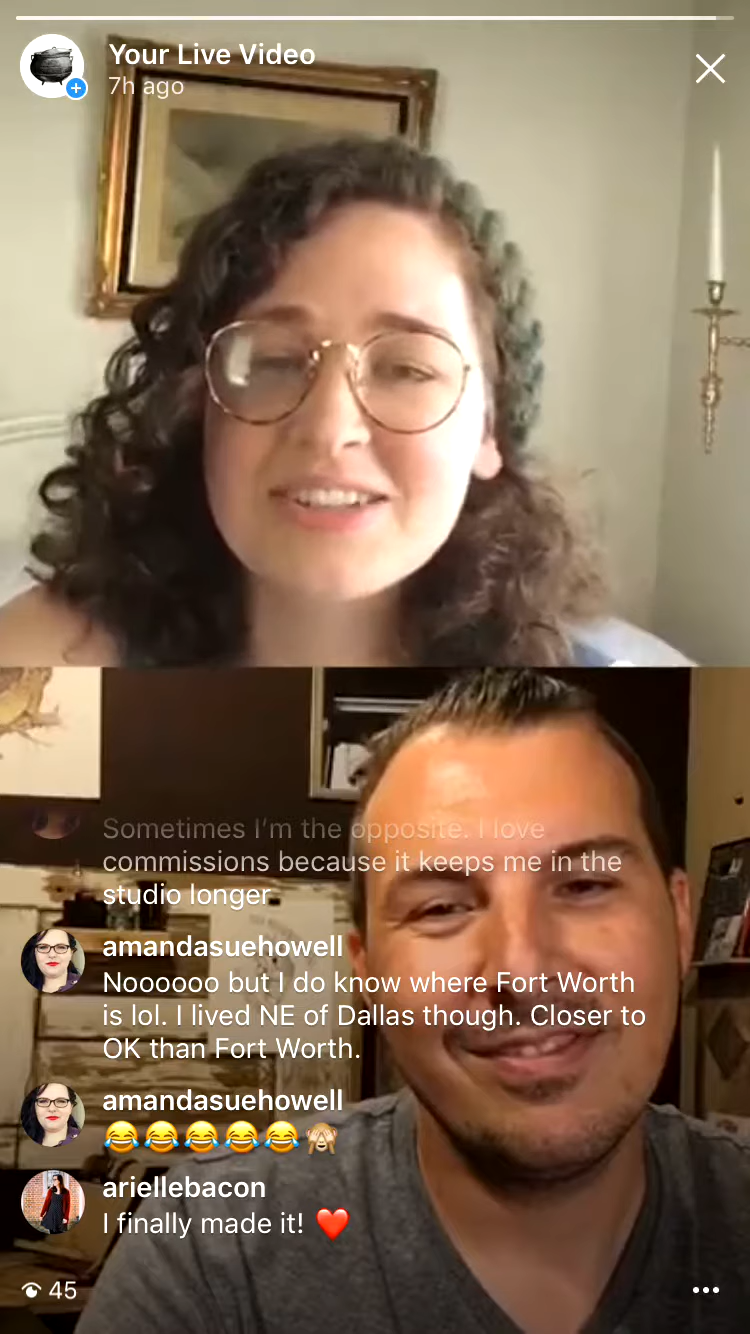 Your Live Video
7h ago
Sometimes I'm the opposite. I love
commissions because it keeps me in the
studio longer
amandasuehowell
Noooooo but I do know where Fort Worth
is lol. I lived NE of Dallas though. Closer to
OK than Fort Worth.
amandasuehowell
😂😂😂😂😂🙈
ariellebacon
I finally made it! ❤️
45